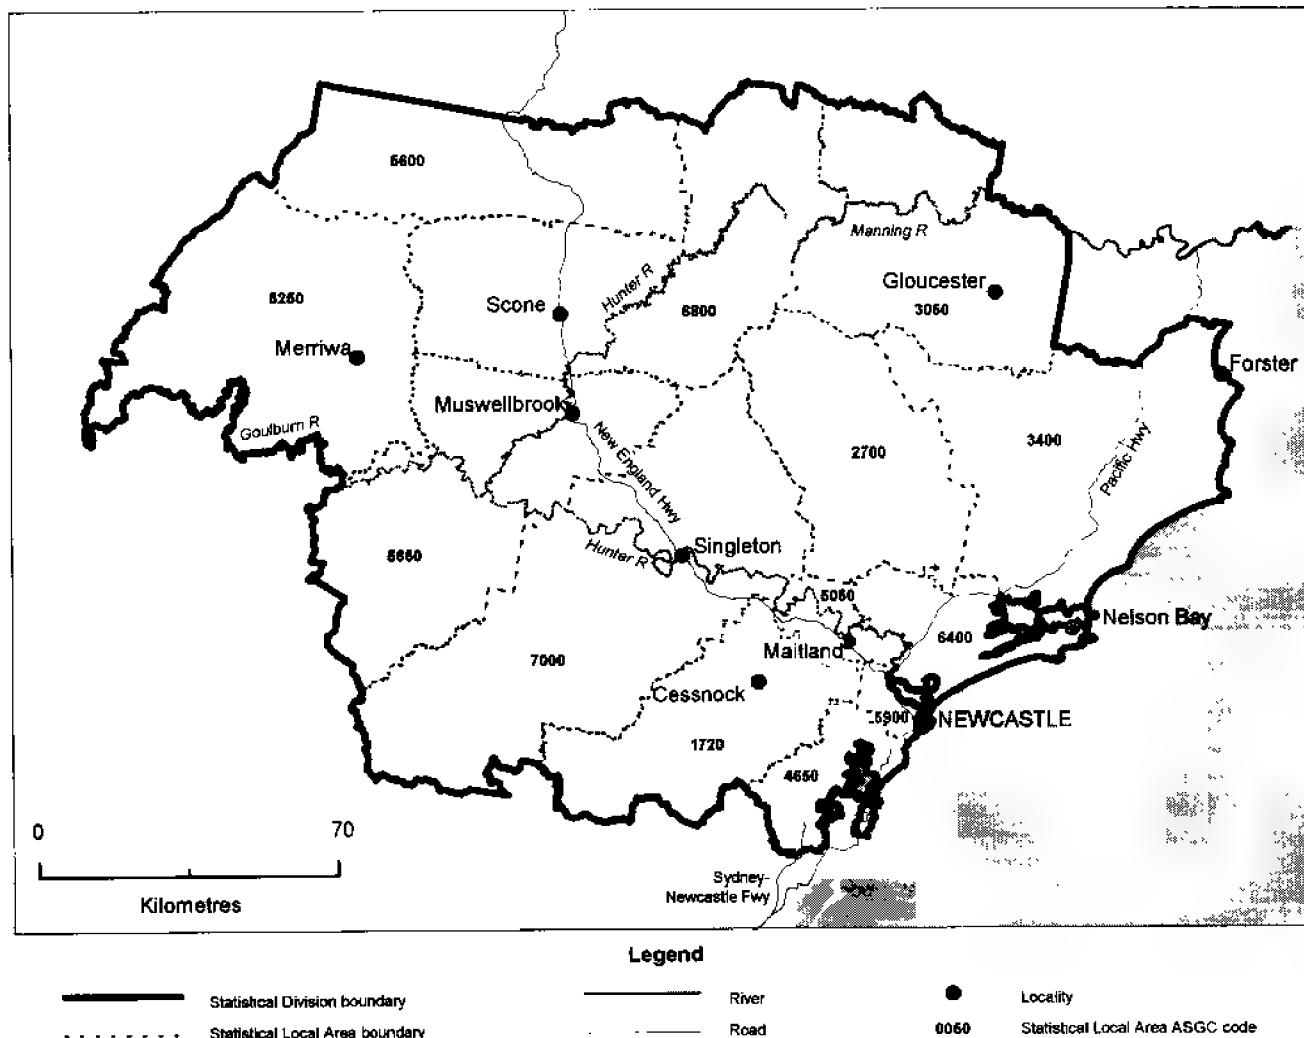 5600
Manning R
Gloucester
3050
Hunter R
6800
5250
Scone
Merriwa
Forster
Muswellbrook
Goulburn R
New England Hwy
2700
3400
Pacific Hwy
5650
Hunter R
Singleton
5050
Nelson Bay
6400
Maitland
7000
Cessnock
5900
NEWCASTLE
1720
4650
0 70
Kilometres
Sydney-
Newcastle Fwy
Legend
Statistical Division boundary
River
Locality
Statistical Local Area boundary
Road
0050
Statistical Local Area ASGC code